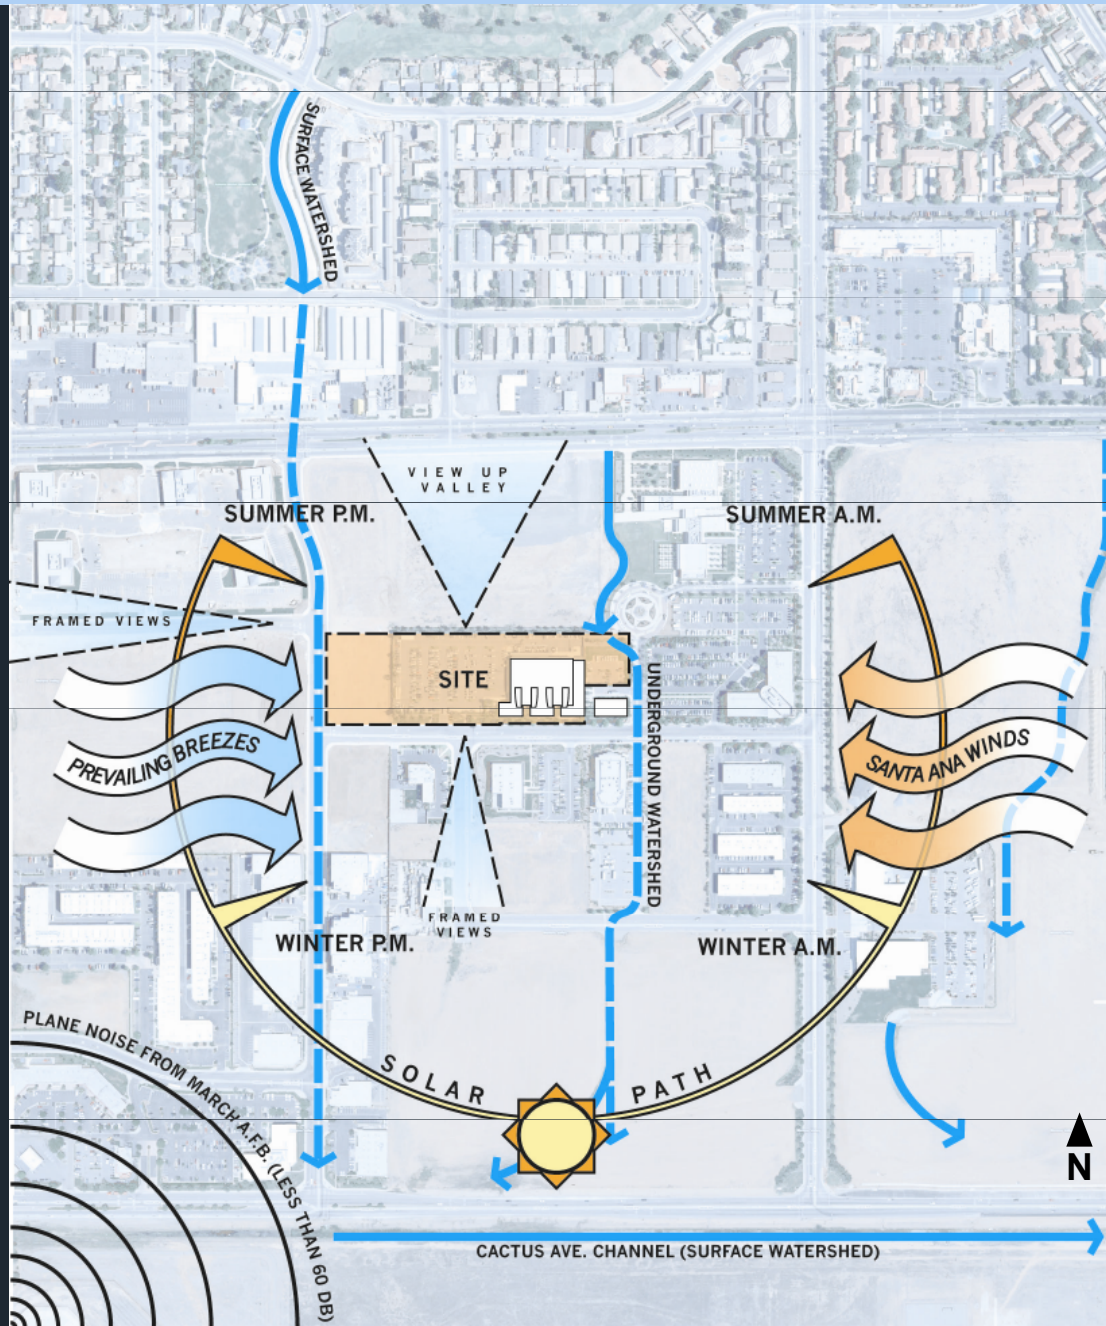 SURFACE WATERSHED
VIEW UP
VALLEY
SUMMER P.M.
SUMMER A.M.
FRAMED VIEWS
SITE
UNDERGROUND WATERSHED
PREVAILING BREEZES
SANTA ANA WINDS
FRAMED
VIEWS
WINTER P.M.
WINTER A.M.
PLANE NOISE FROM MARCH A.F.B. (LESS THAN 60 DB)
SOLAR PATH
N
CACTUS AVE. CHANNEL (SURFACE WATERSHED)